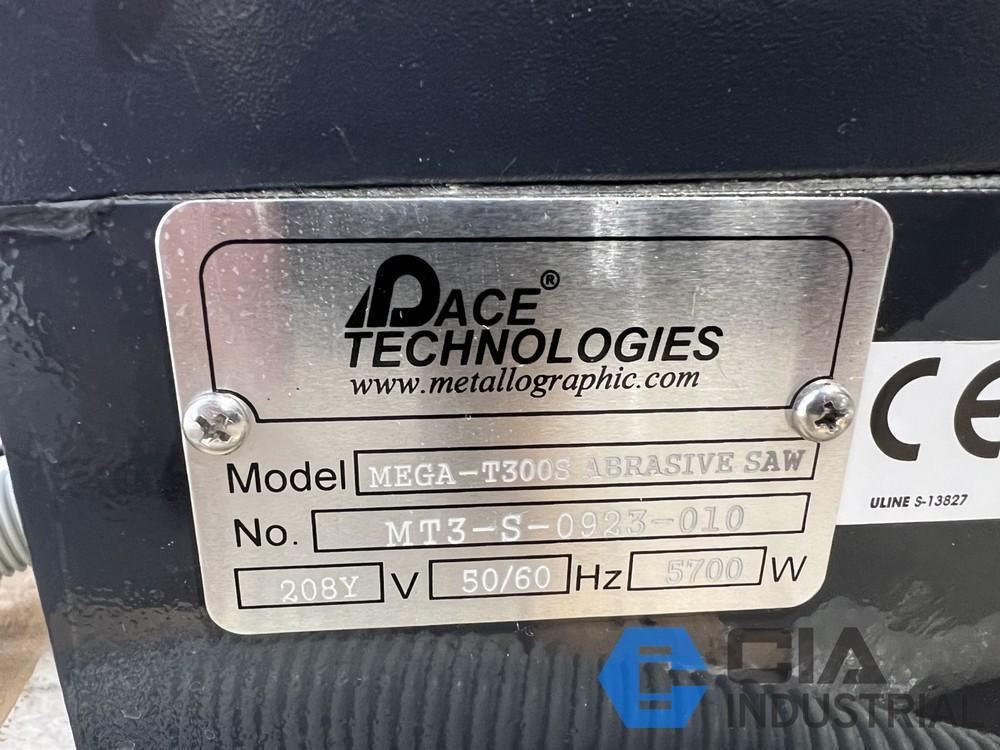 PACE®
TECHNOLOGIES
www.metallographic.com
Model MEGA-T300S ABRASIVE SAW
No. MT3-S-0923-010
208Y V 50/60 Hz 5700 W
CE
ULINE S-13827
CIA
INDUSTRIAL